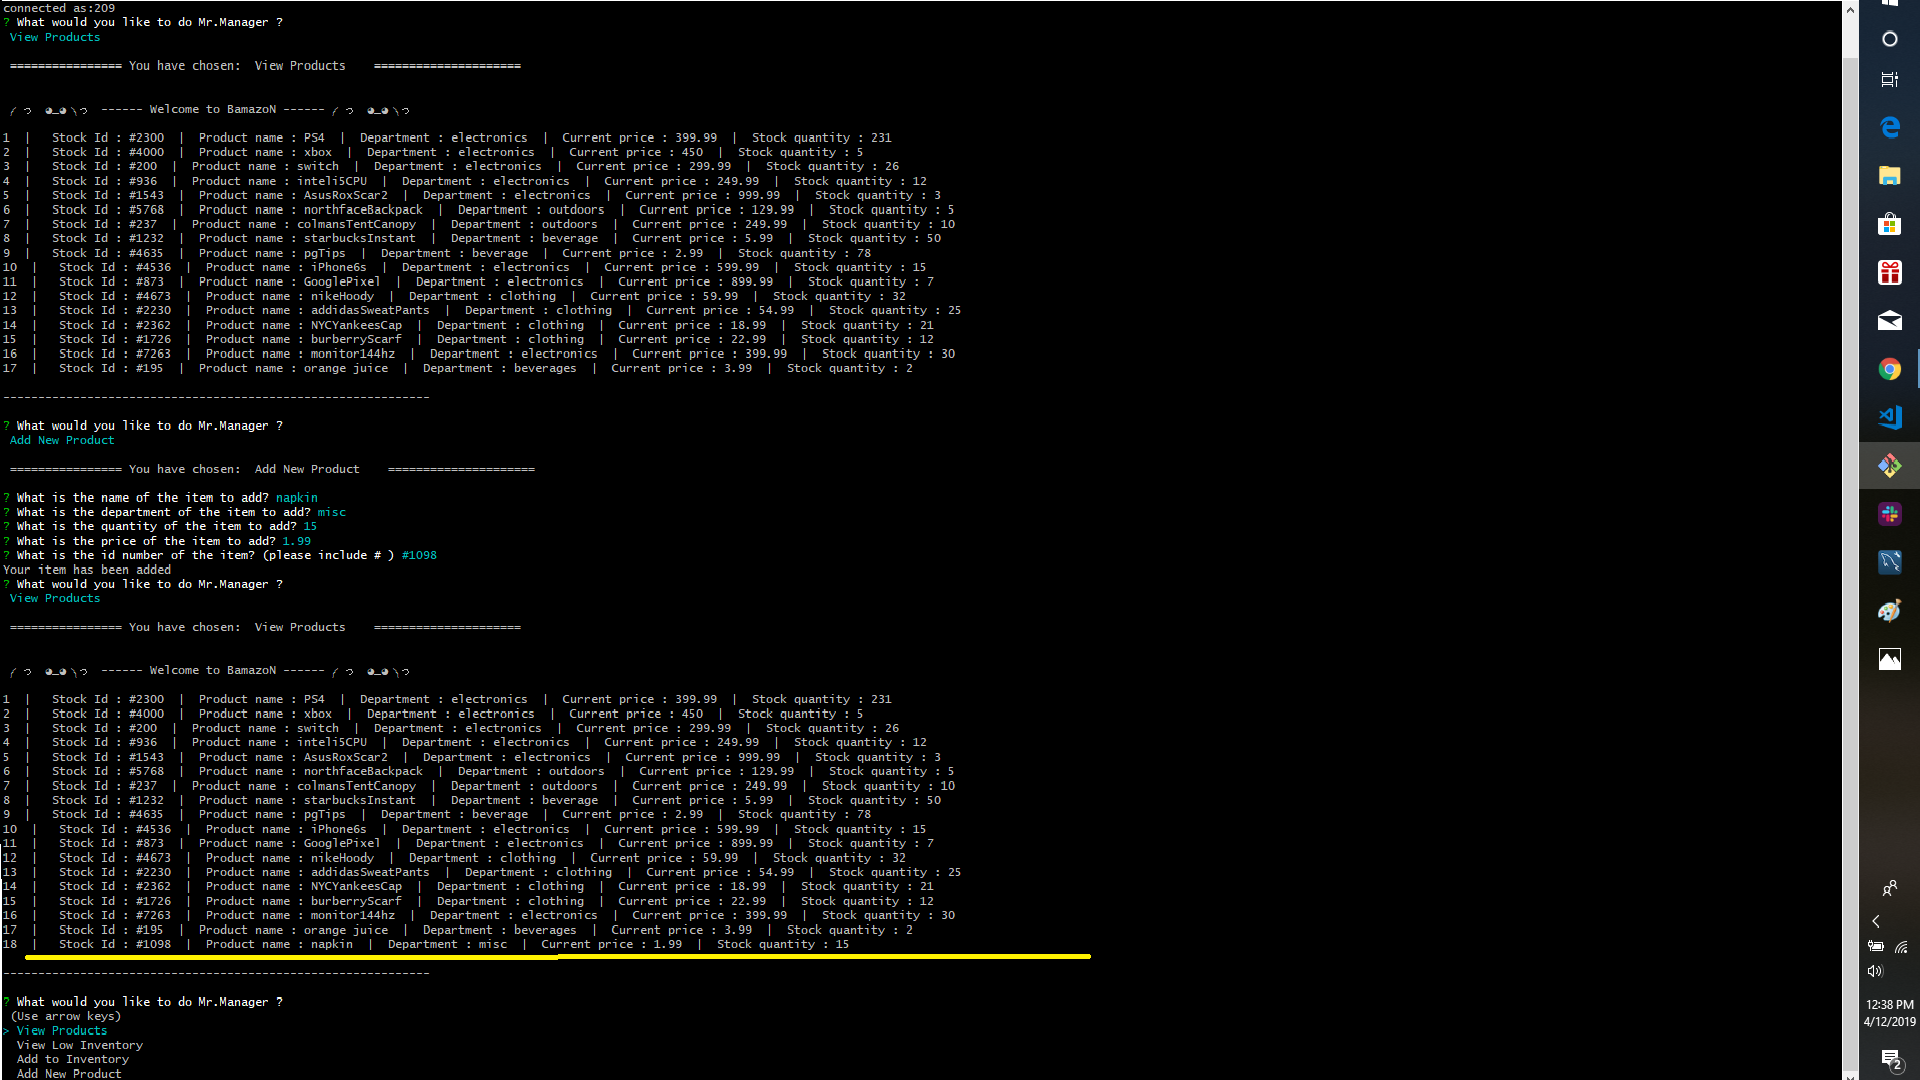 connected as:209
? What would you like to do Mr.Manager ?
View Products
================ You have chosen:  View Products    =====================
------ Welcome to BamazoN ------
1  |   Stock Id : #2300  |  Product name : PS4  |  Department : electronics  |  Current price : 399.99  |  Stock quantity : 231
2  |   Stock Id : #4000  |  Product name : xbox  |  Department : electronics  |  Current price : 450  |  Stock quantity : 5
3  |   Stock Id : #200  |  Product name : switch  |  Department : electronics  |  Current price : 299.99  |  Stock quantity : 26
4  |   Stock Id : #936  |  Product name : inteli5CPU  |  Department : electronics  |  Current price : 249.99  |  Stock quantity : 12
5  |   Stock Id : #1543  |  Product name : AsusRoxScar2  |  Department : electronics  |  Current price : 999.99  |  Stock quantity : 3
6  |   Stock Id : #5768  |  Product name : northfaceBackpack  |  Department : outdoors  |  Current price : 129.99  |  Stock quantity : 5
7  |   Stock Id : #237  |  Product name : colmansTentCanopy  |  Department : outdoors  |  Current price : 249.99  |  Stock quantity : 10
8  |   Stock Id : #1232  |  Product name : starbucksInstant  |  Department : beverage  |  Current price : 5.99  |  Stock quantity : 50
9  |   Stock Id : #4635  |  Product name : pgTips  |  Department : beverage  |  Current price : 2.99  |  Stock quantity : 78
10  |   Stock Id : #4536  |  Product name : iPhone6s  |  Department : electronics  |  Current price : 599.99  |  Stock quantity : 15
11  |   Stock Id : #873  |  Product name : GooglePixel  |  Department : electronics  |  Current price : 899.99  |  Stock quantity : 7
12  |   Stock Id : #4673  |  Product name : nikeHoody  |  Department : clothing  |  Current price : 59.99  |  Stock quantity : 32
13  |   Stock Id : #2230  |  Product name : addidasSweatPants  |  Department : clothing  |  Current price : 54.99  |  Stock quantity : 25
14  |   Stock Id : #2362  |  Product name : NYCYankeesCap  |  Department : clothing  |  Current price : 18.99  |  Stock quantity : 21
15  |   Stock Id : #1726  |  Product name : burberryScarf  |  Department : clothing  |  Current price : 22.99  |  Stock quantity : 12
16  |   Stock Id : #7263  |  Product name : monitor144hz  |  Department : electronics  |  Current price : 399.99  |  Stock quantity : 30
17  |   Stock Id : #195  |  Product name : orange juice  |  Department : beverages  |  Current price : 3.99  |  Stock quantity : 2
-------------------------------------------------------------
? What would you like to do Mr.Manager ?
Add New Product
================ You have chosen:  Add New Product    =====================
? What is the name of the item to add? napkin
? What is the department of the item to add? misc
? What is the quantity of the item to add? 15
? What is the price of the item to add? 1.99
? What is the id number of the item? (please include # ) #1098
Your item has been added
? What would you like to do Mr.Manager ?
View Products
================ You have chosen:  View Products    =====================
------ Welcome to BamazoN ------
1  |   Stock Id : #2300  |  Product name : PS4  |  Department : electronics  |  Current price : 399.99  |  Stock quantity : 231
2  |   Stock Id : #4000  |  Product name : xbox  |  Department : electronics  |  Current price : 450  |  Stock quantity : 5
3  |   Stock Id : #200  |  Product name : switch  |  Department : electronics  |  Current price : 299.99  |  Stock quantity : 26
4  |   Stock Id : #936  |  Product name : inteli5CPU  |  Department : electronics  |  Current price : 249.99  |  Stock quantity : 12
5  |   Stock Id : #1543  |  Product name : AsusRoxScar2  |  Department : electronics  |  Current price : 999.99  |  Stock quantity : 3
6  |   Stock Id : #5768  |  Product name : northfaceBackpack  |  Department : outdoors  |  Current price : 129.99  |  Stock quantity : 5
7  |   Stock Id : #237  |  Product name : colmansTentCanopy  |  Department : outdoors  |  Current price : 249.99  |  Stock quantity : 10
8  |   Stock Id : #1232  |  Product name : starbucksInstant  |  Department : beverage  |  Current price : 5.99  |  Stock quantity : 50
9  |   Stock Id : #4635  |  Product name : pgTips  |  Department : beverage  |  Current price : 2.99  |  Stock quantity : 78
10  |   Stock Id : #4536  |  Product name : iPhone6s  |  Department : electronics  |  Current price : 599.99  |  Stock quantity : 15
11  |   Stock Id : #873  |  Product name : GooglePixel  |  Department : electronics  |  Current price : 899.99  |  Stock quantity : 7
12  |   Stock Id : #4673  |  Product name : nikeHoody  |  Department : clothing  |  Current price : 59.99  |  Stock quantity : 32
13  |   Stock Id : #2230  |  Product name : addidasSweatPants  |  Department : clothing  |  Current price : 54.99  |  Stock quantity : 25
14  |   Stock Id : #2362  |  Product name : NYCYankeesCap  |  Department : clothing  |  Current price : 18.99  |  Stock quantity : 21
15  |   Stock Id : #1726  |  Product name : burberryScarf  |  Department : clothing  |  Current price : 22.99  |  Stock quantity : 12
16  |   Stock Id : #7263  |  Product name : monitor144hz  |  Department : electronics  |  Current price : 399.99  |  Stock quantity : 30
17  |   Stock Id : #195  |  Product name : orange juice  |  Department : beverages  |  Current price : 3.99  |  Stock quantity : 2
18  |   Stock Id : #1098  |  Product name : napkin  |  Department : misc  |  Current price : 1.99  |  Stock quantity : 15
-------------------------------------------------------------
? What would you like to do Mr.Manager ?
(Use arrow keys)
> View Products
View Low Inventory
Add to Inventory
Add New Product
12:38 PM
4/12/2019
2